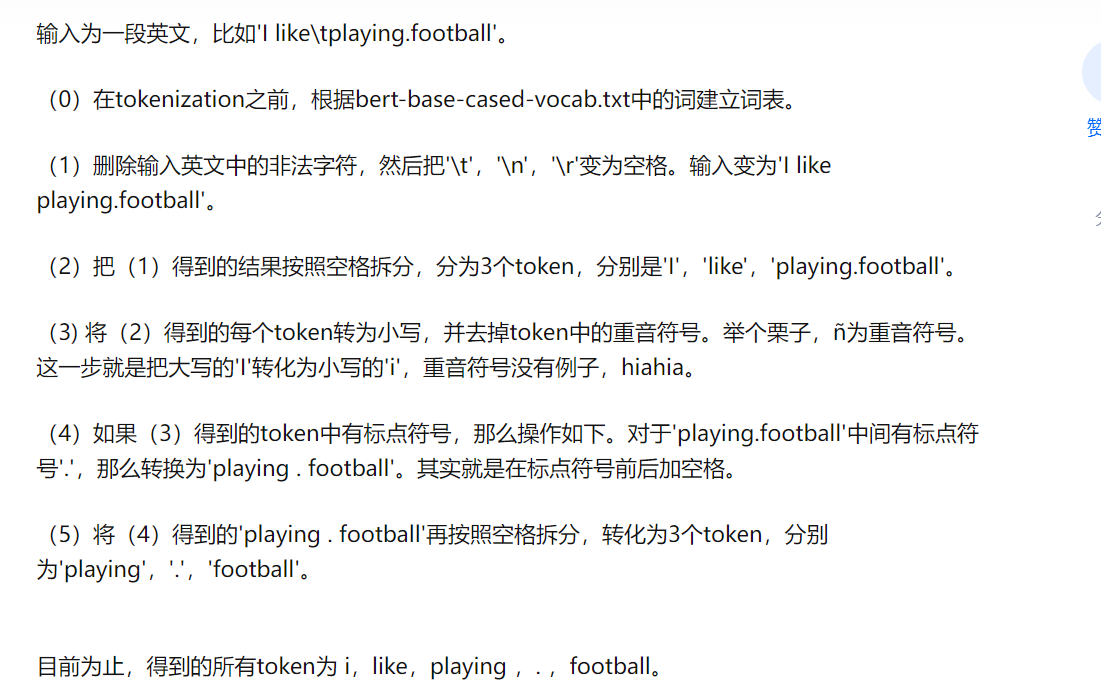 输入为一段英文，比如'I like\tplaying.football'。
（0）在tokenization之前，根据bert-base-cased-vocab.txt中的词建立词表。
（1）删除输入英文中的非法字符，然后把'\t'，'\n'，'\r'变为空格。输入变为'I like
playing.football'。
（2）把（1）得到的结果按照空格拆分，分为3个token，分别是'I'，'like'，'playing.football'。
（3) 将（2）得到的每个token转为小写，并去掉token中的重音符号。举个栗子，ñ为重音符号。
这一步就是把大写的'I'转化为小写的'i'，重音符号没有例子，hiahia。
（4）如果（3）得到的token中有标点符号，那么操作如下。对于'playing.football'中间有标点符
号'.'，那么转换为'playing . football'。其实就是在标点符号前后加空格。
（5）将（4）得到的'playing . football'再按照空格拆分，转化为3个token，分别
为'playing'，'.'，'football'。
目前为止，得到的所有token为 i，like，playing ，. ，football。
赞